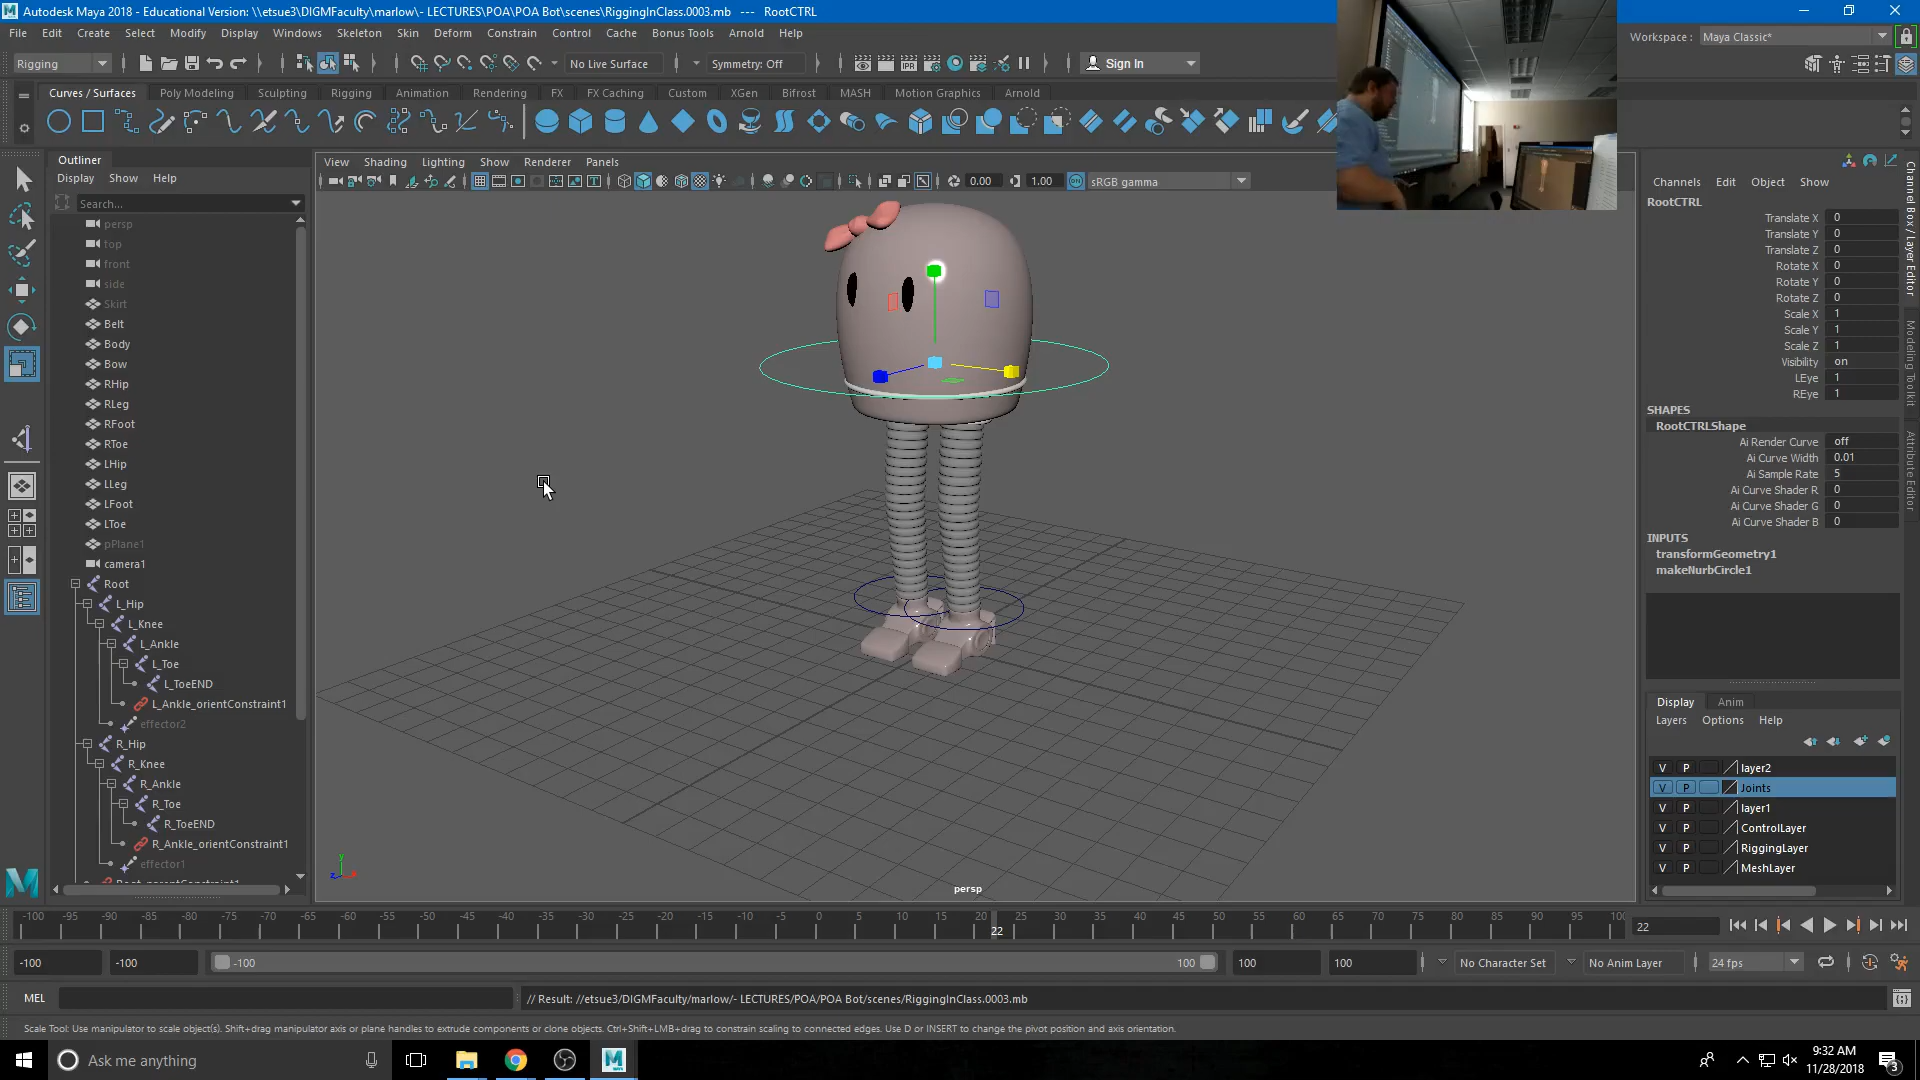 Autodesk Maya 2018 - Educational Version: \\etsue3\DIGMFaculty\marlow\- LECTURES\POA\POA Bot\scenes\RiggingInClass.0003.mb --- RootCTRL
File Edit Create Select Modify Display Windows Skeleton Skin Deform Constrain Control Cache Bonus Tools Arnold Help
Workspace : Maya Classic*
Rigging
No Live Surface
Symmetry: Off
Sign In
Curves / Surfaces Poly Modeling Sculpting Rigging Animation Rendering FX FX Caching Custom XGen Bifrost MASH Motion Graphics Arnold
Outliner
Display Show Help
Search...
persp
top
front
side
Skirt
Belt
Body
Bow
RHip
RLeg
RFoot
RToe
LHip
LLeg
LFoot
LToe
pPlane1
camera1
Root
L_Hip
L_Knee
L_Ankle
L_Toe
L_ToeEND
L_Ankle_orientConstraint1
effector2
R_Hip
R_Knee
R_Ankle
R_Toe
R_ToeEND
R_Ankle_orientConstraint1
effector1
View Shading Lighting Show Renderer Panels
0.00 1.00 sRGB gamma
persp
Channels Edit Object Show
RootCTRL
Translate X 0
Translate Y 0
Translate Z 0
Rotate X 0
Rotate Y 0
Rotate Z 0
Scale X 1
Scale Y 1
Scale Z 1
Visibility on
LEye 1
REye 1
SHAPES
RootCTRLShape
Ai Render Curve off
Ai Curve Width 0.01
Ai Sample Rate 5
Ai Curve Shader R 0
Ai Curve Shader G 0
Ai Curve Shader B 0
INPUTS
transformGeometry1
makeNurbCircle1
Channel Box / Layer Editor
Modeling Toolkit
Attribute Editor
Display Anim
Layers Options Help
V P layer2
V P Joints
V P layer1
V P ControlLayer
V P RiggingLayer
V P MeshLayer
-100 -95 -90 -85 -80 -75 -70 -65 -60 -55 -50 -45 -40 -35 -30 -25 -20 -15 -10 -5 0 5 10 15 20 25 30 35 40 45 50 55 60 65 70 75 80 85 90 95 100
22
22
-100 -100 -100 100 100 100 No Character Set No Anim Layer 24 fps
MEL
// Result: //etsue3/DIGMFaculty/marlow/- LECTURES/POA/POA Bot/scenes/RiggingInClass.0003.mb
Scale Tool: Use manipulator to scale object(s). Shift+drag manipulator axis or plane handles to extrude components or clone objects. Ctrl+Shift+LMB+drag to constrain scaling to connected edges. Use D or INSERT to change the pivot position and axis orientation.
Ask me anything
9:32 AM
11/28/2018
3